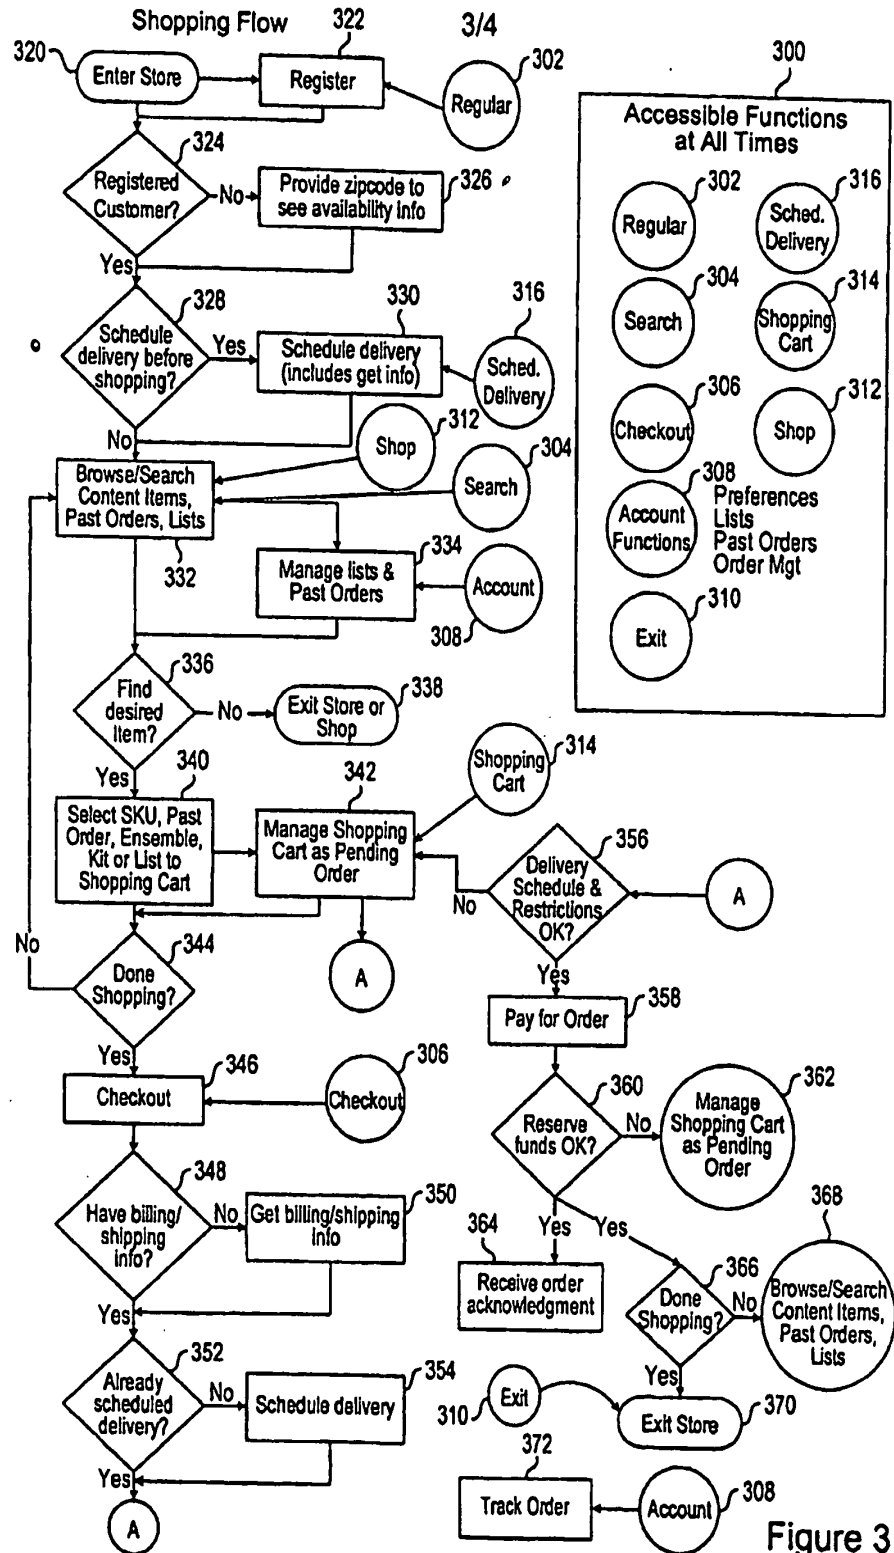 Shopping Flow
3/4
320
Enter Store
322
Register
302
Regular
324
Registered
Customer?
No
Provide zipcode to
see availability info
326
Yes
328
Schedule
delivery before
shopping?
Yes
330
Schedule delivery
(includes get info)
316
Sched.
Delivery
No
312
Shop
304
Search
Browse/Search
Content Items,
Past Orders, Lists
332
334
Manage lists &
Past Orders
Account
308
336
Find
desired
Item?
No
338
Exit Store or
Shop
Yes
340
Select SKU, Past
Order, Ensemble,
Kit or List to
Shopping Cart
342
Manage Shopping
Cart as Pending
Order
Shopping
Cart
314
A
No
344
Done
Shopping?
Yes
346
Checkout
306
Checkout
348
Have billing/
shipping
info?
No
350
Get billing/shipping
info
Yes
352
Already
scheduled
delivery?
No
354
Schedule delivery
Yes
A
300
Accessible Functions
at All Times
302
Regular
316
Sched.
Delivery
304
Search
314
Shopping
Cart
306
Checkout
312
Shop
308
Account
Functions
Preferences
Lists
Past Orders
Order Mgt
310
Exit
356
Delivery
Schedule &
Restrictions
OK?
No
A
Yes
358
Pay for Order
360
Reserve
funds OK?
No
362
Manage
Shopping Cart
as Pending
Order
Yes
Yes
364
Receive order
acknowledgment
366
Done
Shopping?
No
368
Browse/Search
Content Items,
Past Orders,
Lists
Yes
310
Exit
Exit Store
370
372
Track Order
Account
308
Figure 3